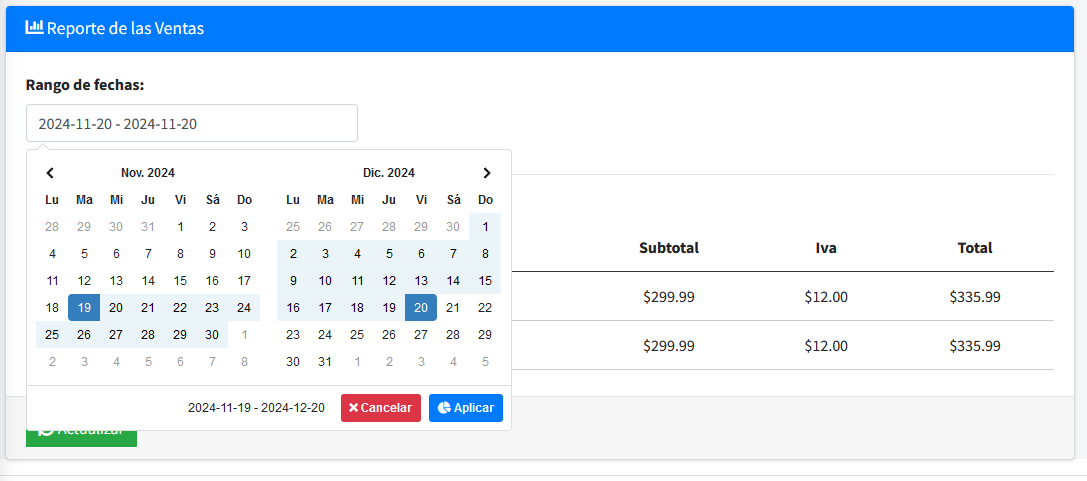 Reporte de las Ventas
Rango de fechas:
2024-11-20 - 2024-11-20
Nov. 2024
Lu Ma Mi Ju Vi Sá Do
28 29 30 31 1 2 3
4 5 6 7 8 9 10
11 12 13 14 15 16 17
18 19 20 21 22 23 24
25 26 27 28 29 30 1
2 3 4 5 6 7 8
Dic. 2024
Lu Ma Mi Ju Vi Sá Do
25 26 27 28 29 30 1
2 3 4 5 6 7 8
9 10 11 12 13 14 15
16 17 18 19 20 21 22
23 24 25 26 27 28 29
30 31 1 2 3 4 5
2024-11-19 - 2024-12-20 Cancelar Aplicar
Subtotal Iva Total
$299.99 $12.00 $335.99
$299.99 $12.00 $335.99
Actualizar